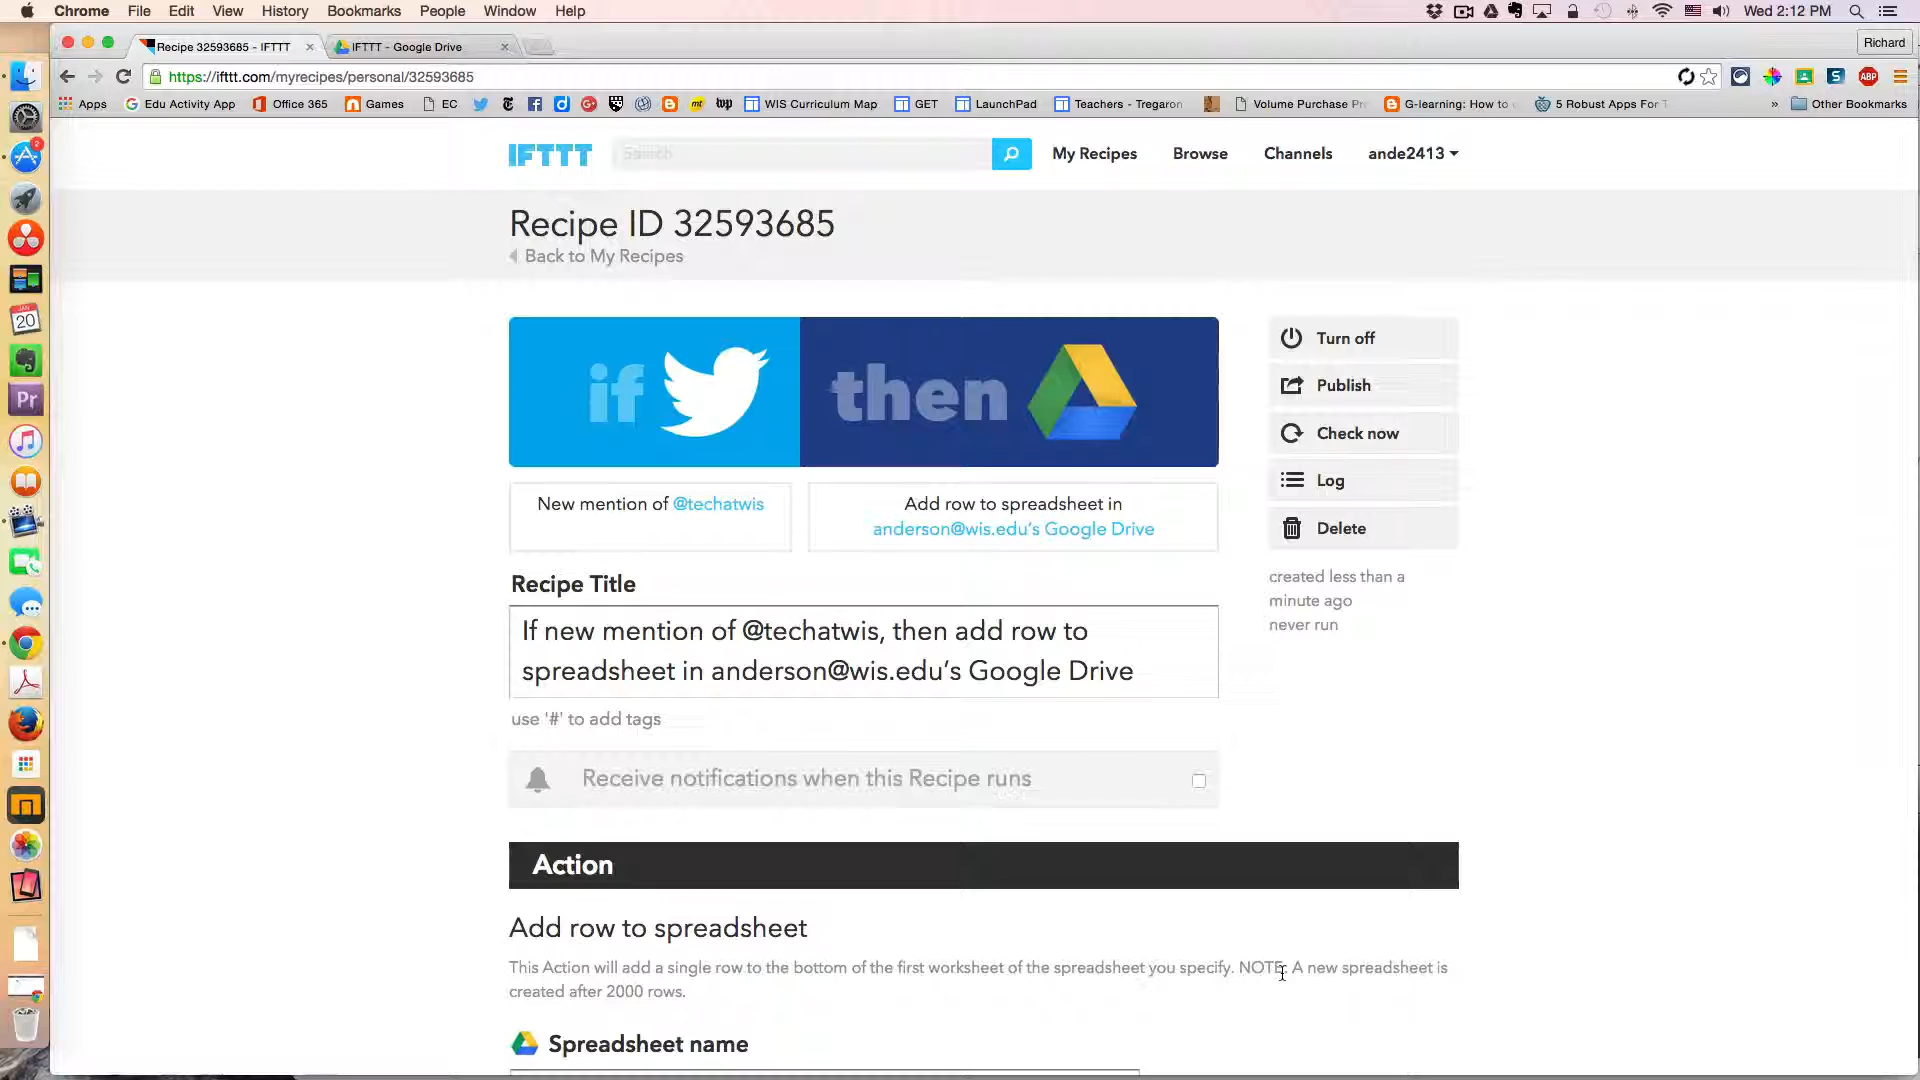 Chrome File Edit View History Bookmarks People Window Help Wed 2:12 PM
Recipe 32593685 - IFTTT IFTTT - Google Drive Richard
https://ifttt.com/myrecipes/personal/32593685 ABP
Apps Edu Activity App Office 365 Games EC WIS Curriculum Map GET LaunchPad Teachers - Tregaron Volume Purchase Pr G-learning: How to 5 Robust Apps For T » Other Bookmarks
IFTTT Search My Recipes Browse Channels ande2413
Recipe ID 32593685
Back to My Recipes
if then
Turn off
Publish
Check now
Log
Delete
created less than a
minute ago
never run
New mention of @techatwis
Add row to spreadsheet in
anderson@wis.edu's Google Drive
Recipe Title
If new mention of @techatwis, then add row to
spreadsheet in anderson@wis.edu's Google Drive
use '#' to add tags
Receive notifications when this Recipe runs
Action
Add row to spreadsheet
This Action will add a single row to the bottom of the first worksheet of the spreadsheet you specify. NOTE: A new spreadsheet is
created after 2000 rows.
Spreadsheet name
2
JAN
20
Pr